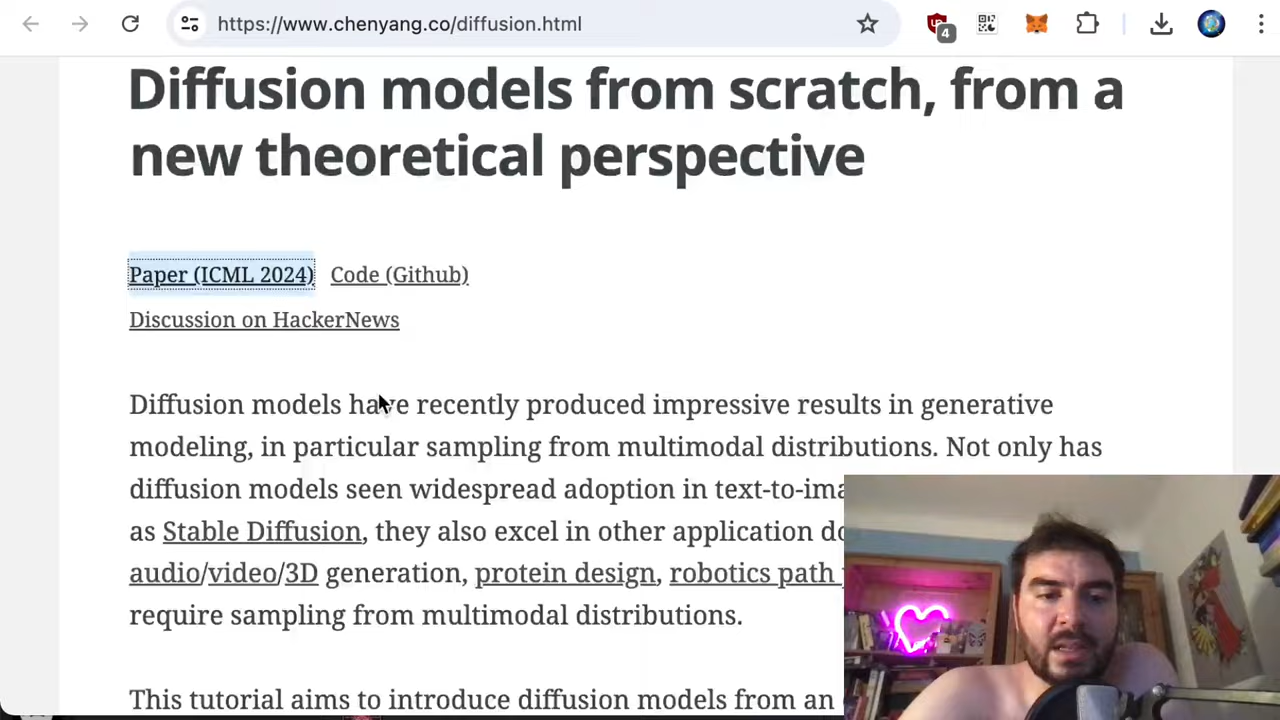 https://www.chenyang.co/diffusion.html
4
Diffusion models from scratch, from a
new theoretical perspective
Paper (ICML 2024) Code (Github)
Discussion on HackerNews
Diffusion models have recently produced impressive results in generative
modeling, in particular sampling from multimodal distributions. Not only has
diffusion models seen widespread adoption in text-to-ima
as Stable Diffusion, they also excel in other application do
audio/video/3D generation, protein design, robotics path
require sampling from multimodal distributions.
This tutorial aims to introduce diffusion models from an